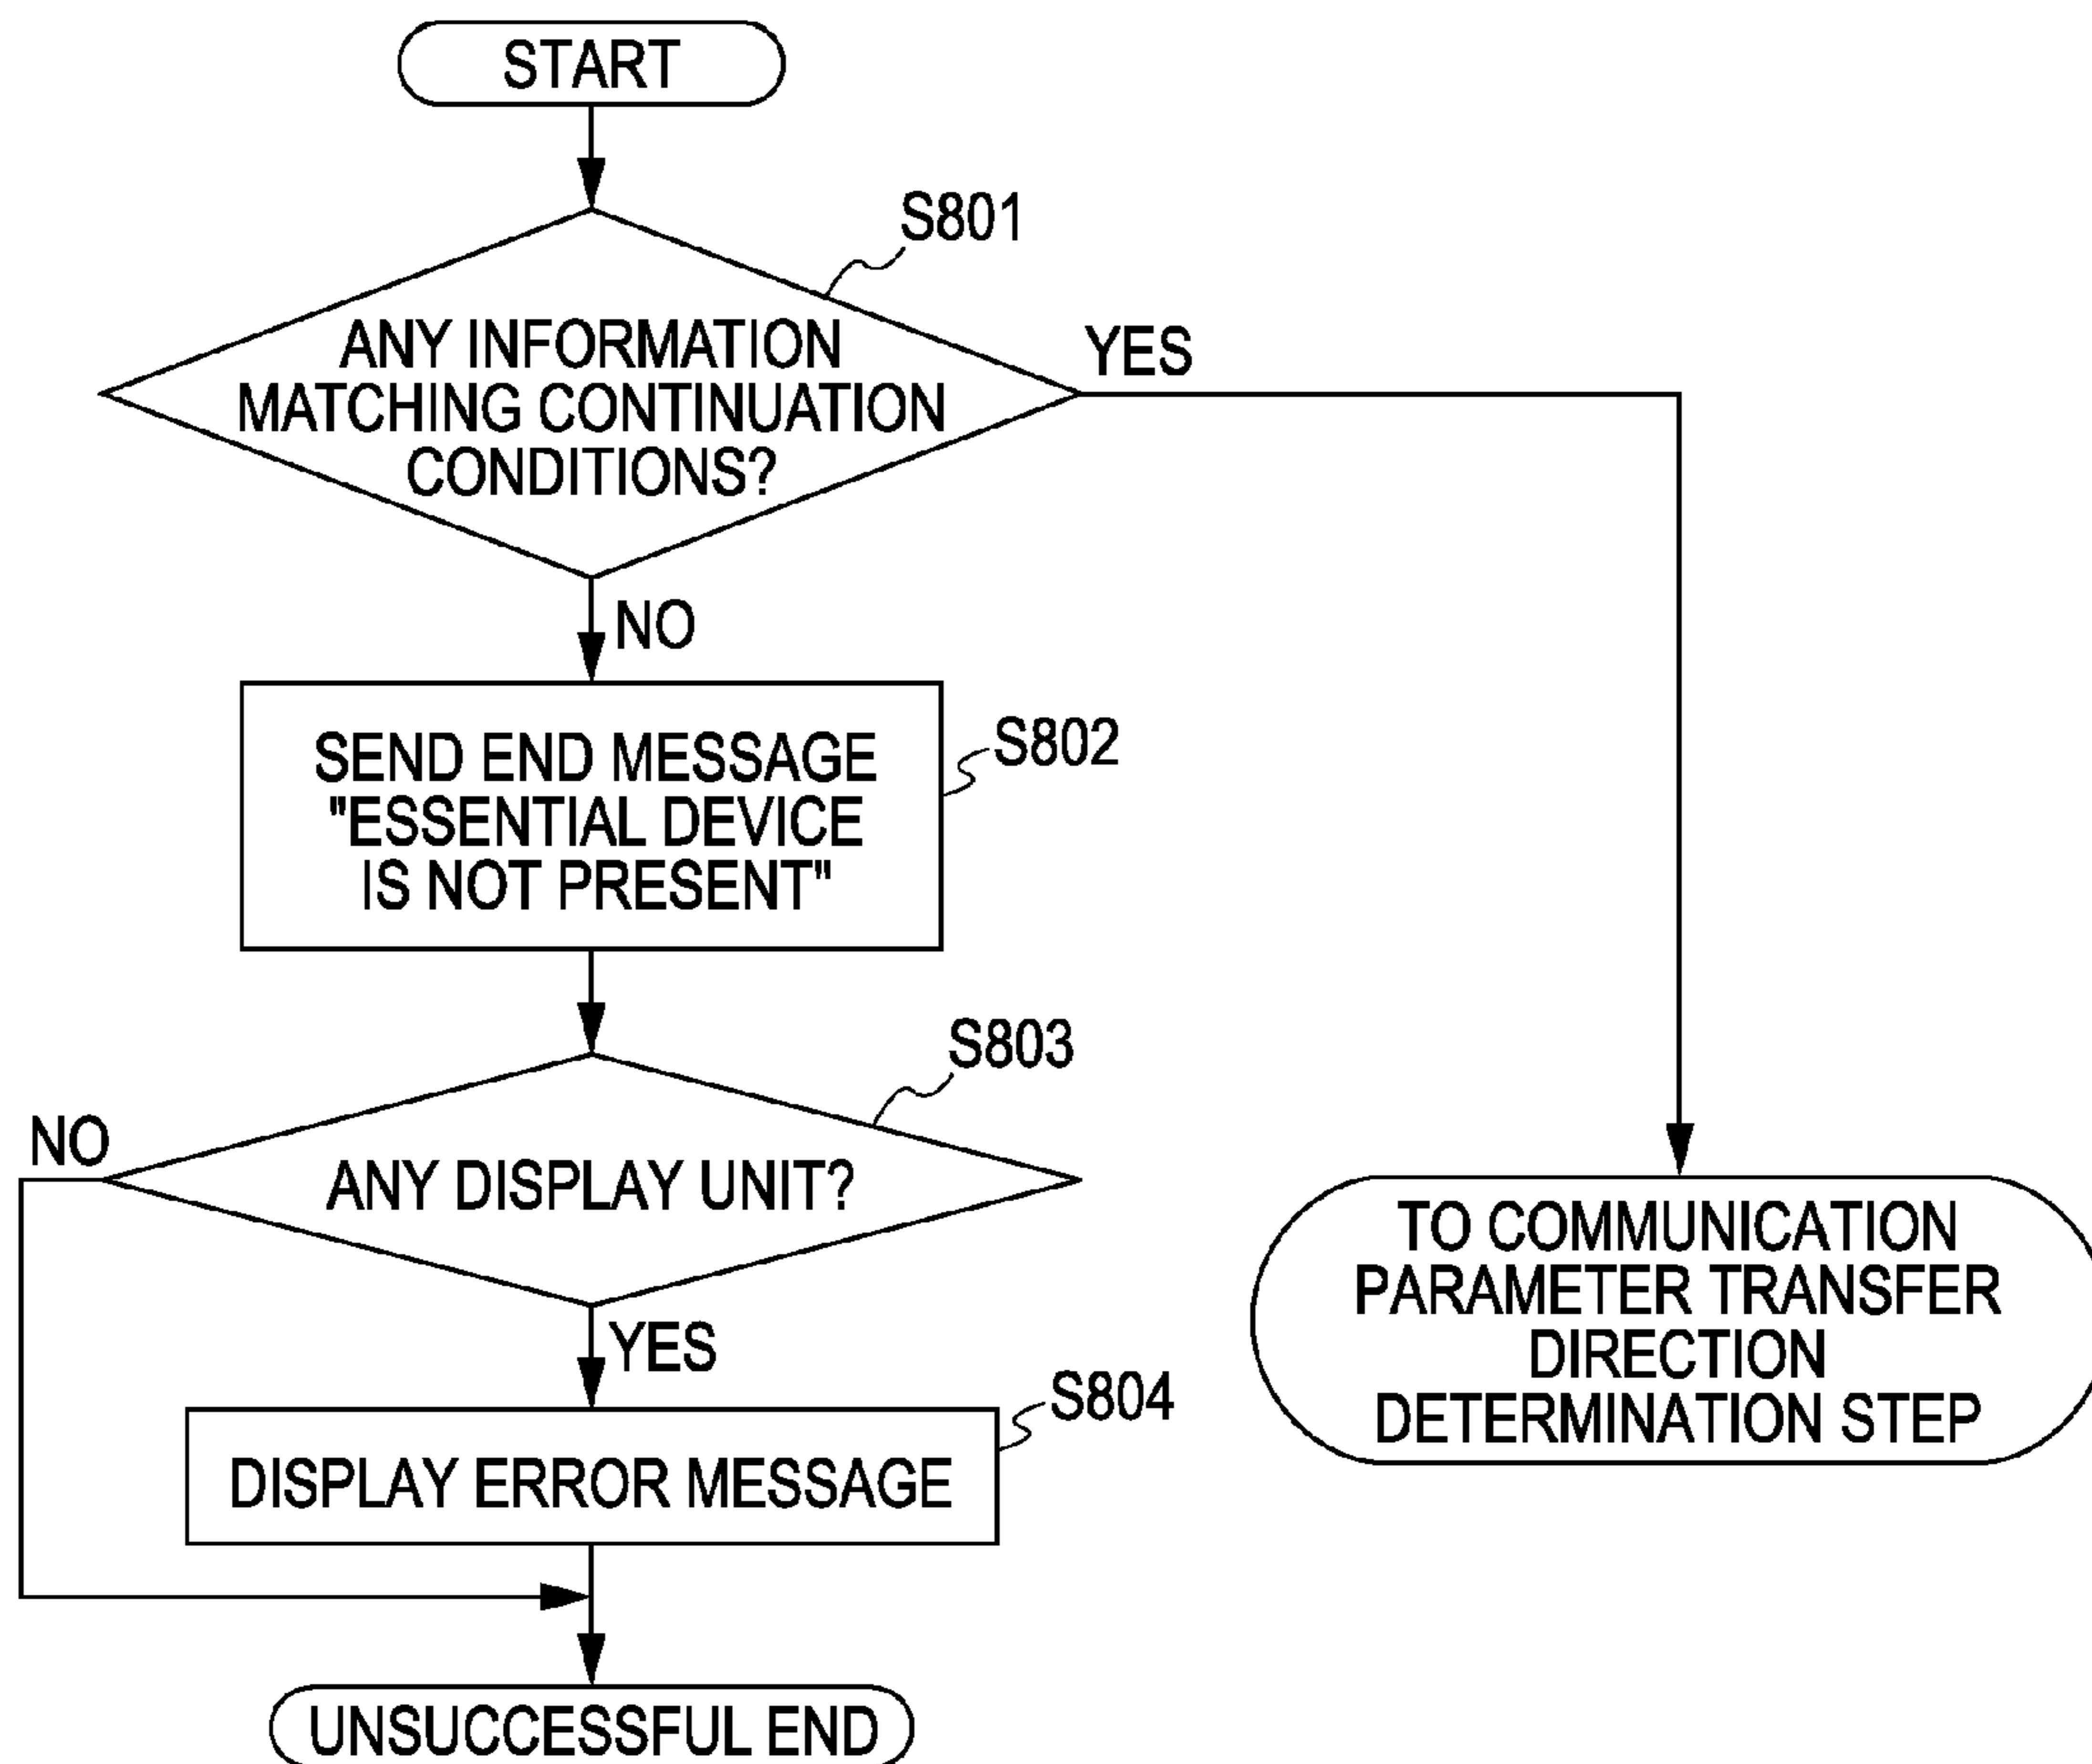 START
S801
ANY INFORMATION
MATCHING CONTINUATION
CONDITIONS?
YES
NO
SEND END MESSAGE
"ESSENTIAL DEVICE
IS NOT PRESENT"
S802
S803
NO
ANY DISPLAY UNIT?
YES
S804
DISPLAY ERROR MESSAGE
UNSUCCESSFUL END
TO COMMUNICATION
PARAMETER TRANSFER
DIRECTION
DETERMINATION STEP